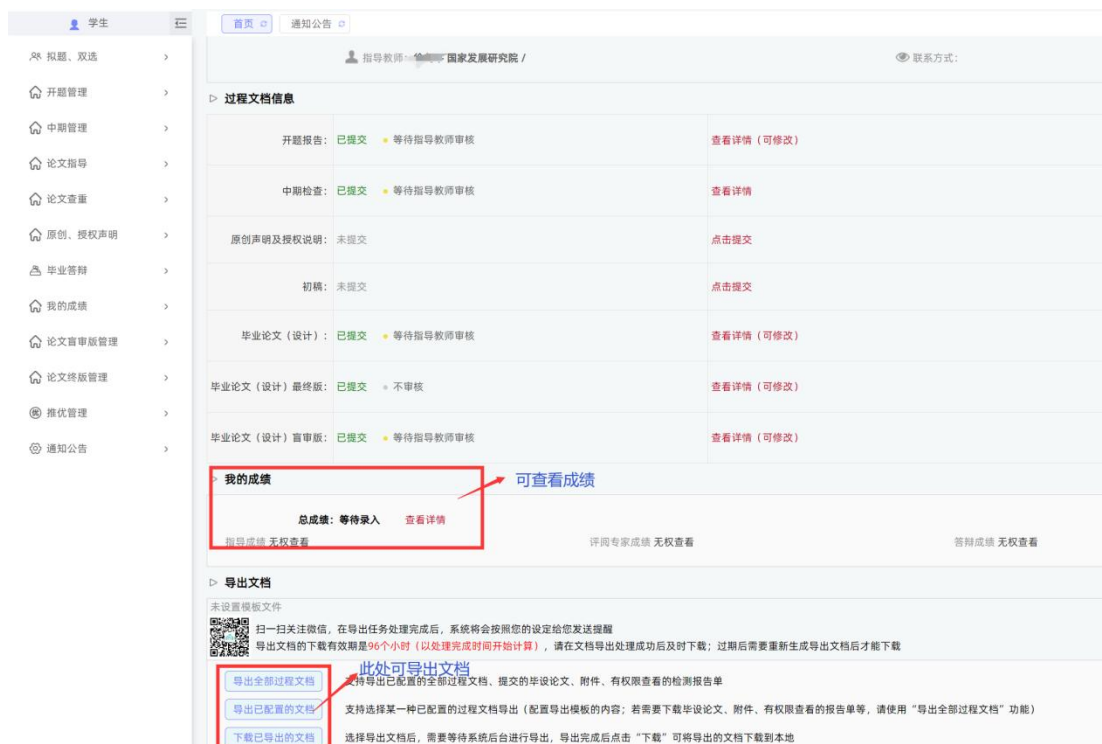 学生
首页
通知公告
拟题、双选
开题管理
中期管理
论文指导
论文查重
原创、授权声明
毕业答辩
我的成绩
论文盲审版管理
论文终版管理
推优管理
通知公告
指导教师: 国家发展研究院 /
联系方式:
过程文档信息
开题报告: 已提交 等待指导教师审核 查看详情（可修改）
中期检查: 已提交 等待指导教师审核 查看详情
原创声明及授权说明: 未提交 点击提交
初稿: 未提交 点击提交
毕业论文（设计）: 已提交 等待指导教师审核 查看详情（可修改）
毕业论文（设计）最终版: 已提交 不审核 查看详情（可修改）
毕业论文（设计）盲审版: 已提交 等待指导教师审核 查看详情（可修改）
我的成绩
可查看成绩
总成绩: 等待录入 查看详情
指导成绩 无权查看 评阅专家成绩 无权查看 答辩成绩 无权查看
导出文档
未设置模板文件
扫一扫关注微信，在导出任务处理完成后，系统将会按照您的设定给您发送提醒
导出文档的下载有效期是96个小时（以处理完成时间开始计算），请在文档导出处理成功后及时下载；过期后需要重新生成导出文档后才能下载
此处可导出文档
导出全部过程文档 支持导出已配置的全部过程文档、提交的毕设论文、附件、有权限查看的检测报告单
导出已配置的文档 支持选择某一种已配置的过程文档导出（配置导出模板的内容；若需要下载毕设论文、附件、有权限查看的报告单等，请使用“导出全部过程文档”功能）
下载已导出的文档 选择导出文档后，需要等待系统后台进行导出，导出完成后点击“下载”可将导出的文档下载到本地